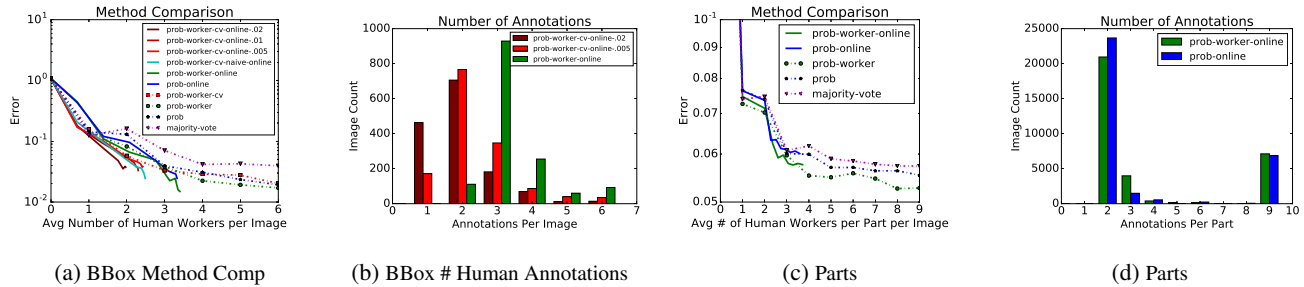 Method Comparison
10^1
10^0
10^-1
10^-2
Error
prob-worker-cv-online-.02
prob-worker-cv-online-.01
prob-worker-cv-online-.005
prob-worker-cv-naive-online
prob-worker-online
prob-online
prob-worker-cv
prob-worker
prob
majority-vote
0 1 2 3 4 5 6
Avg Number of Human Workers per Image
(a) BBox Method Comp
Number of Annotations
1000
800
600
400
200
0
Image Count
prob-worker-cv-online-.02
prob-worker-cv-online-.005
prob-worker-online
0 1 2 3 4 5 6 7
Annotations Per Image
(b) BBox # Human Annotations
Method Comparison
10^-1
0.09
0.08
0.07
0.06
0.05
Error
prob-worker-online
prob-online
prob-worker
prob
majority-vote
1 2 3 4 5 6 7 8 9
Avg # of Human Workers per Part per Image
(c) Parts
Number of Annotations
25000
20000
15000
10000
5000
0
Image Count
prob-worker-online
prob-online
0 1 2 3 4 5 6 7 8 9 10
Annotations Per Part
(d) Parts